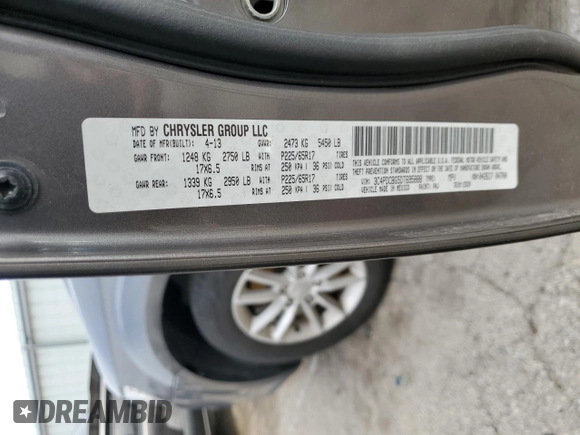 MFD BY CHRYSLER GROUP LLC
DATE OF MFR(BUILT): 4-13 GVWR: 2473 KG 5450 LB
GAWR FRONT: 1248 KG 2750 LB WITH P225/65R17 TIRES
17X6.5 RIMS AT 250 KPA 36 PSI COLD
GAWR REAR: 1339 KG 2950 LB WITH P225/65R17 TIRES
17X6.5 RIMS AT 250 KPA 36 PSI COLD
THIS VEHICLE CONFORMS TO ALL APPLICABLE U.S.A. FEDERAL MOTOR VEHICLE SAFETY AND
THEFT PREVENTION STANDARDS IN EFFECT ON THE DATE OF MANUFACTURE SHOWN ABOVE.
VIN:
MPV
MADE IN MEXICO PAINT: PAU
DREAMBID